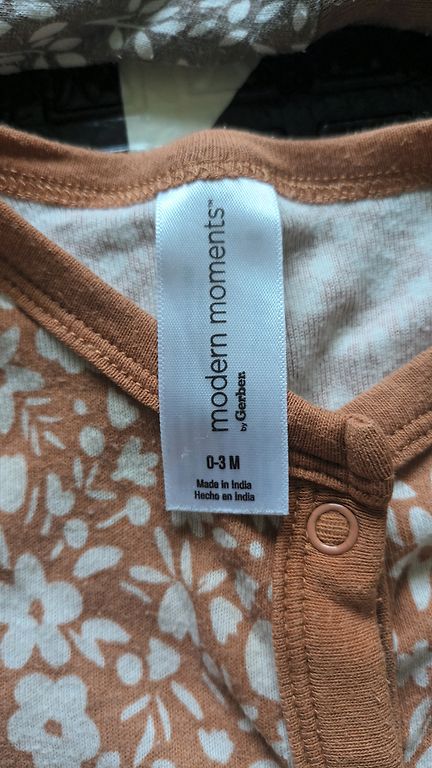 modern moments™
by Gerber.
0-3 M
Made in India
Hecho en india